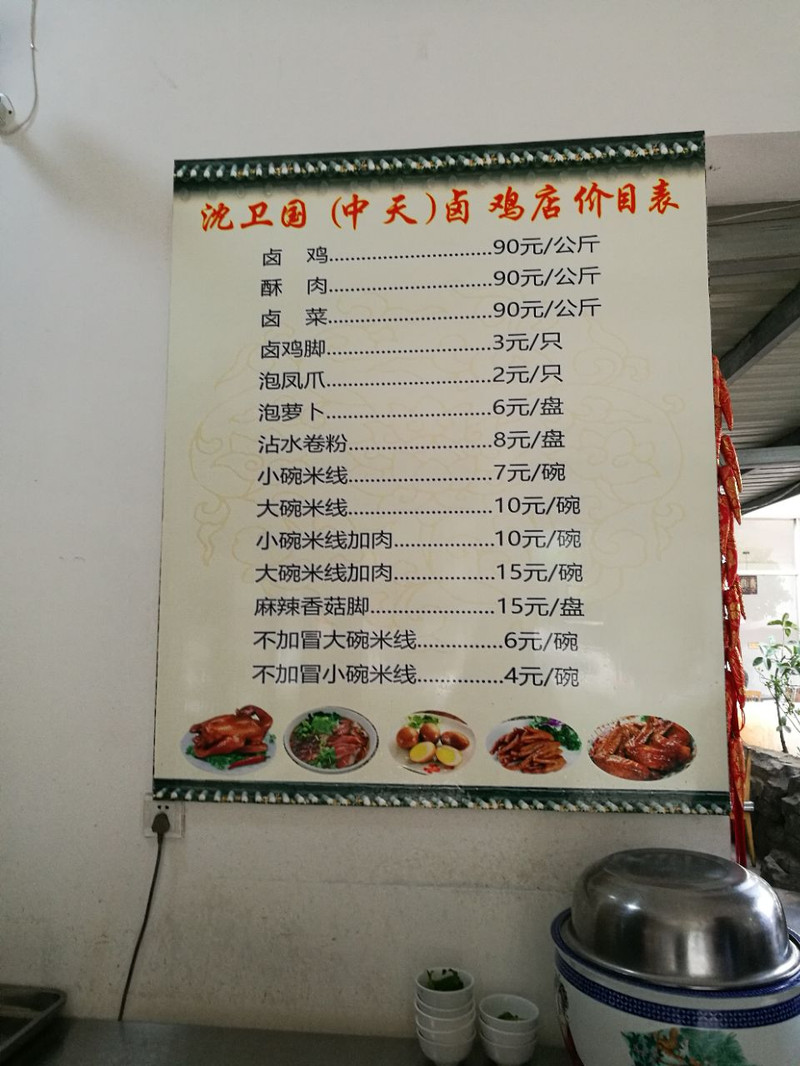 沈卫国（中天）卤鸡店价目表
卤 鸡...............................90元/公斤
酥 肉...............................90元/公斤
卤 菜...............................90元/公斤
卤鸡脚...............................3元/只
泡凤爪...............................2元/只
泡萝卜...............................6元/盘
沾水卷粉...........................8元/盘
小碗米线...........................7元/碗
大碗米线...........................10元/碗
小碗米线加肉...................10元/碗
大碗米线加肉...................15元/碗
麻辣香菇脚.......................15元/盘
不加冒大碗米线................6元/碗
不加冒小碗米线................4元/碗